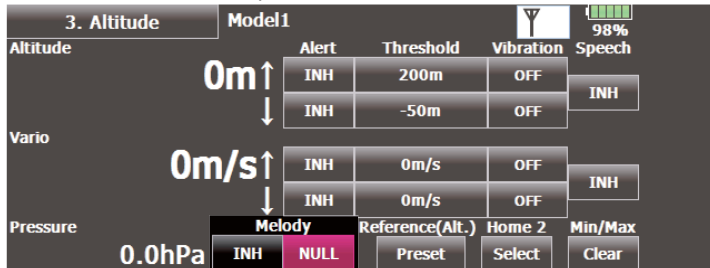 3. Altitude Model1 98%
Altitude Alert Threshold Vibration Speech
0m↑ INH 200m OFF INH
↓ INH -50m OFF
Vario
0m/s↑ INH 0m/s OFF INH
↓ INH 0m/s OFF
Pressure Melody Reference(Alt.) Home 2 Min/Max
0.0hPa INH NULL Preset Select Clear